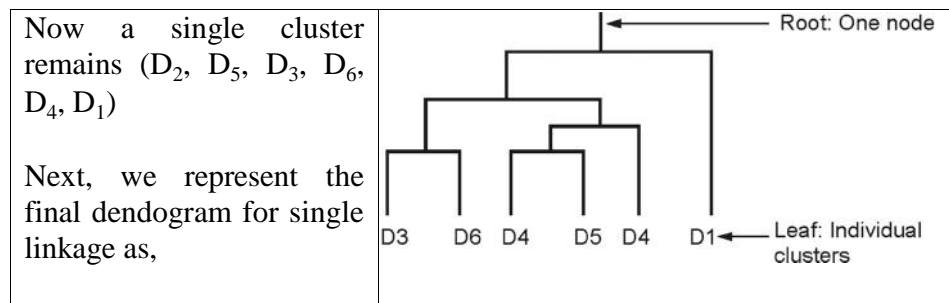 Now a single cluster
remains (D2, D5, D3, D6,
D4, D1)
Next, we represent the
final dendogram for single
linkage as,
Root: One node
D3 D6 D4 D5 D4 D1
Leaf: Individual
clusters